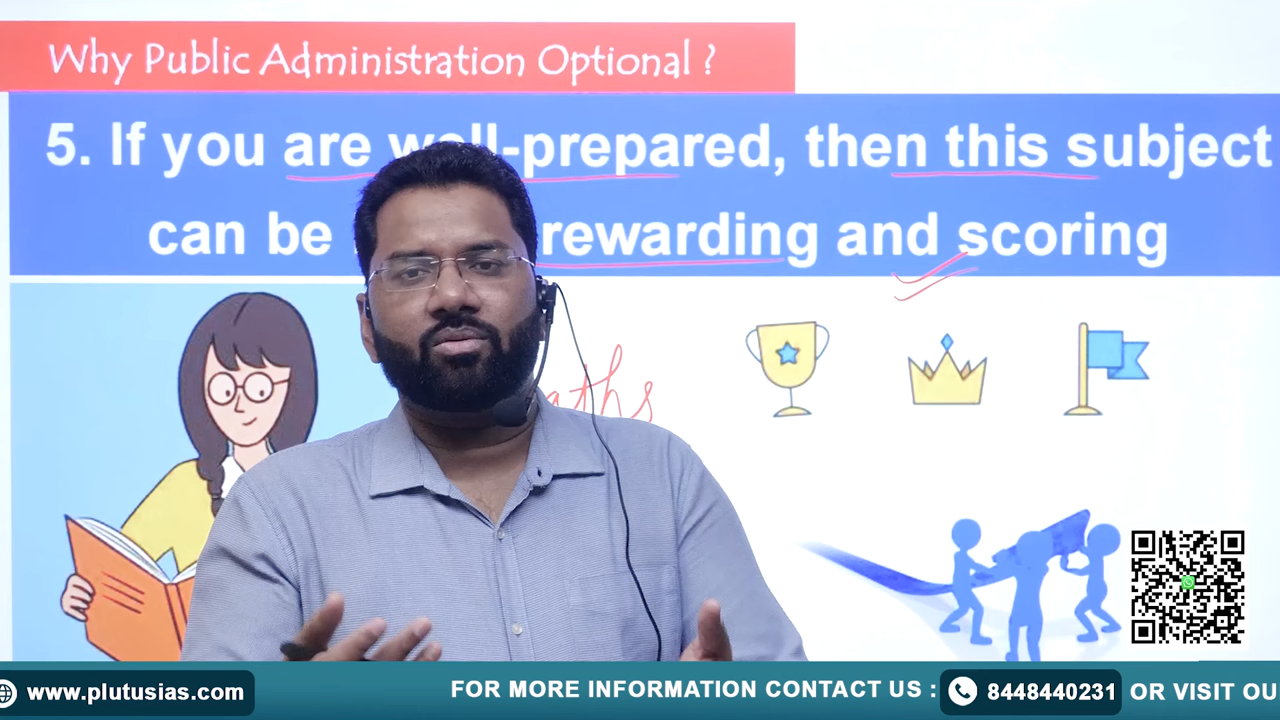 Why Public Administration Optional ?
5. If you are well-prepared, then this subject
can be rewarding and scoring
www.plutusias.com
FOR MORE INFORMATION CONTACT US :
8448440231
OR VISIT OU